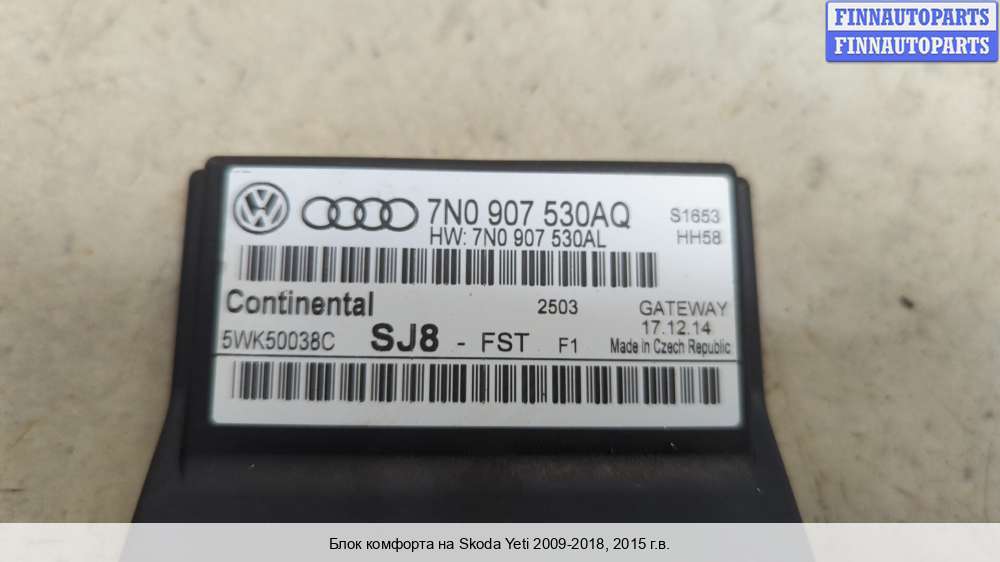 FINNAUTOPARTS
FINNAUTOPARTS
7N0 907 530AQ
S1653
HW: 7N0 907 530AL
HH58
Continental
2503
GATEWAY
17.12.14
5WK50038C
SJ8 - FST
F1
Made in Czech Republic
Блок комфорта на Skoda Yeti 2009-2018, 2015 г.в.